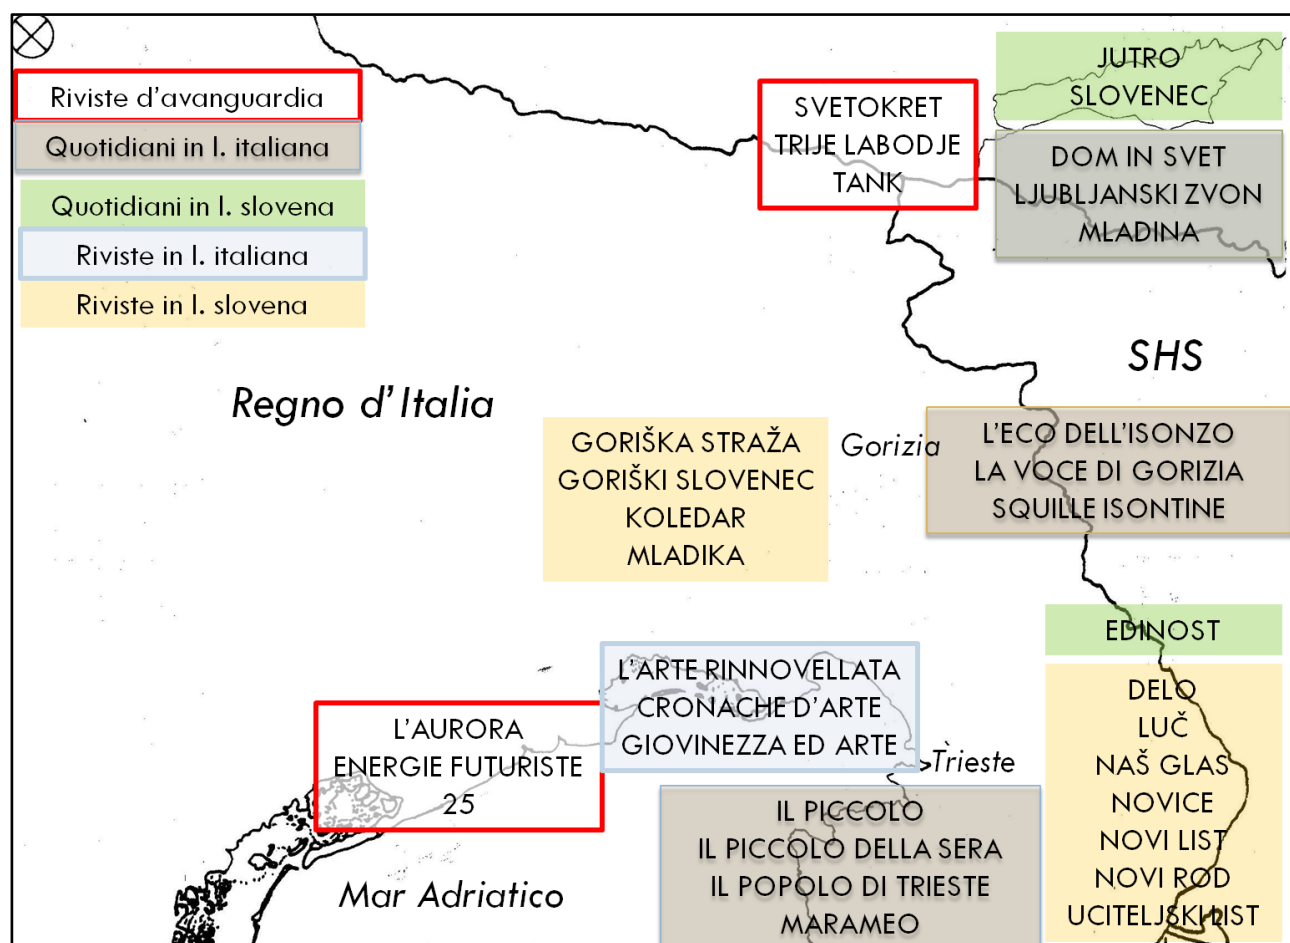 Riviste d'avanguardia
Quotidiani in l. italiana
Quotidiani in l. slovena
Riviste in l. italiana
Riviste in l. slovena
SVETOKRET
TRIJE LABODJE
TANK
JUTRO
SLOVENEC
DOM IN SVET
LJUBLJANSKI ZVON
MLADINA
SHS
Regno d'Italia
GORIŠKA STRAŽA
GORIŠKI SLOVENEC
KOLEDAR
MLADIKA
Gorizia
L'ECO DELL'ISONZO
LA VOCE DI GORIZIA
SQUILLE ISONTINE
EDINOST
DELO
LUČ
NAŠ GLAS
NOVICE
NOVI LIST
NOVI ROD
UCITELJSKI LIST
L'ARTE RINNOVELLATA
CRONACHE D'ARTE
GIOVINEZZA ED ARTE
L'AURORA
ENERGIE FUTURISTE
25
Trieste
IL PICCOLO
IL PICCOLO DELLA SERA
IL POPOLO DI TRIESTE
MARAMEO
Mar Adriatico